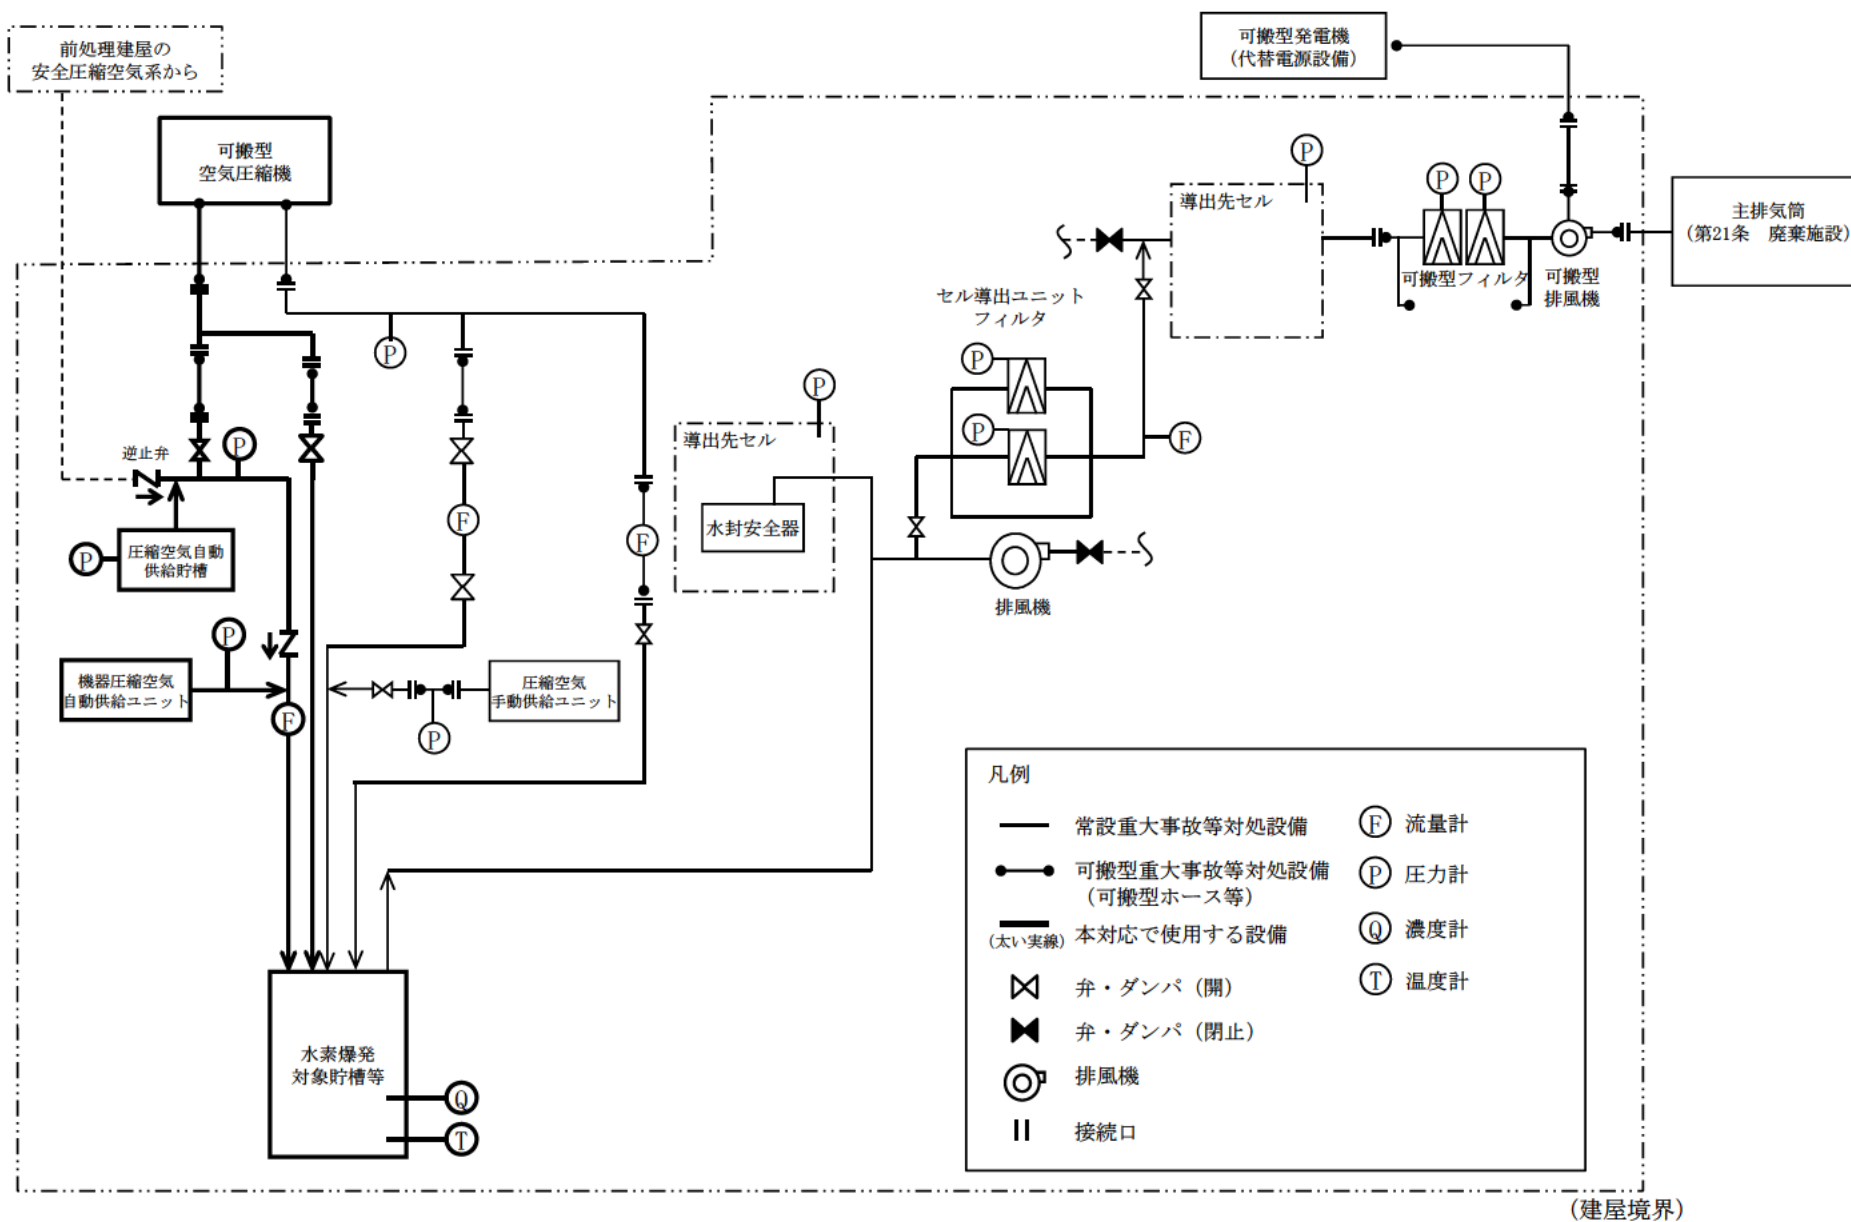 前処理建屋の
安全圧縮空気系から
可搬型
空気圧縮機
可搬型発電機
(代替電源設備)
P
導出先セル
P
P
主排気筒
(第21条　廃棄施設)
可搬型フィルタ
可搬型
排風機
セル導出ユニット
フィルタ
P
P
P
P
F
導出先セル
水封安全器
排風機
逆止弁
P
P
圧縮空気自動
供給貯槽
F
F
P
機器圧縮空気
自動供給ユニット
F
圧縮空気
手動供給ユニット
P
水素爆発
対象貯槽等
Q
T
凡例
常設重大事故等対処設備
可搬型重大事故等対処設備
(可搬型ホース等)
(太い実線) 本対応で使用する設備
弁・ダンパ (開)
弁・ダンパ (閉止)
排風機
接続口
F 流量計
P 圧力計
Q 濃度計
T 温度計
(建屋境界)